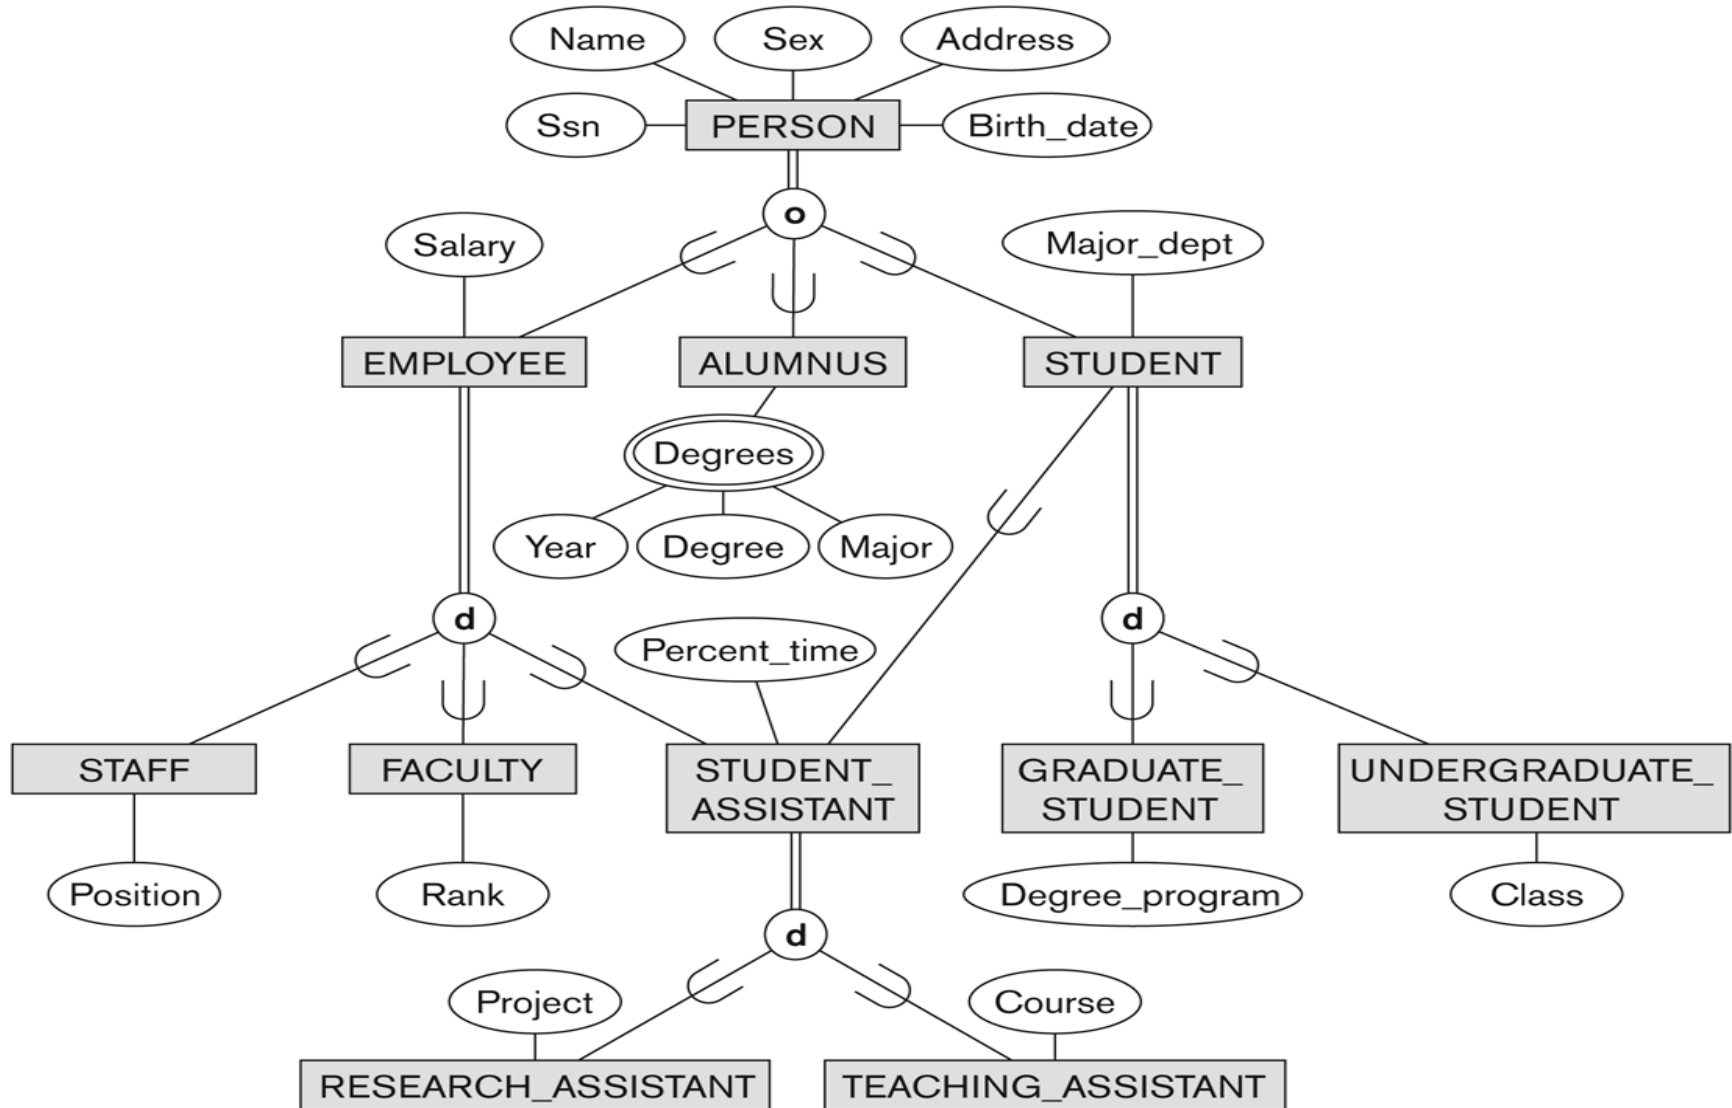 Name
Sex
Address
Ssn
PERSON
Birth_date
o
Salary
Major_dept
EMPLOYEE
ALUMNUS
STUDENT
Degrees
Year
Degree
Major
d
d
Percent_time
STAFF
FACULTY
STUDENT_
ASSISTANT
GRADUATE_
STUDENT
UNDERGRADUATE_
STUDENT
Position
Rank
Degree_program
Class
d
Project
Course
RESEARCH_ASSISTANT
TEACHING_ASSISTANT